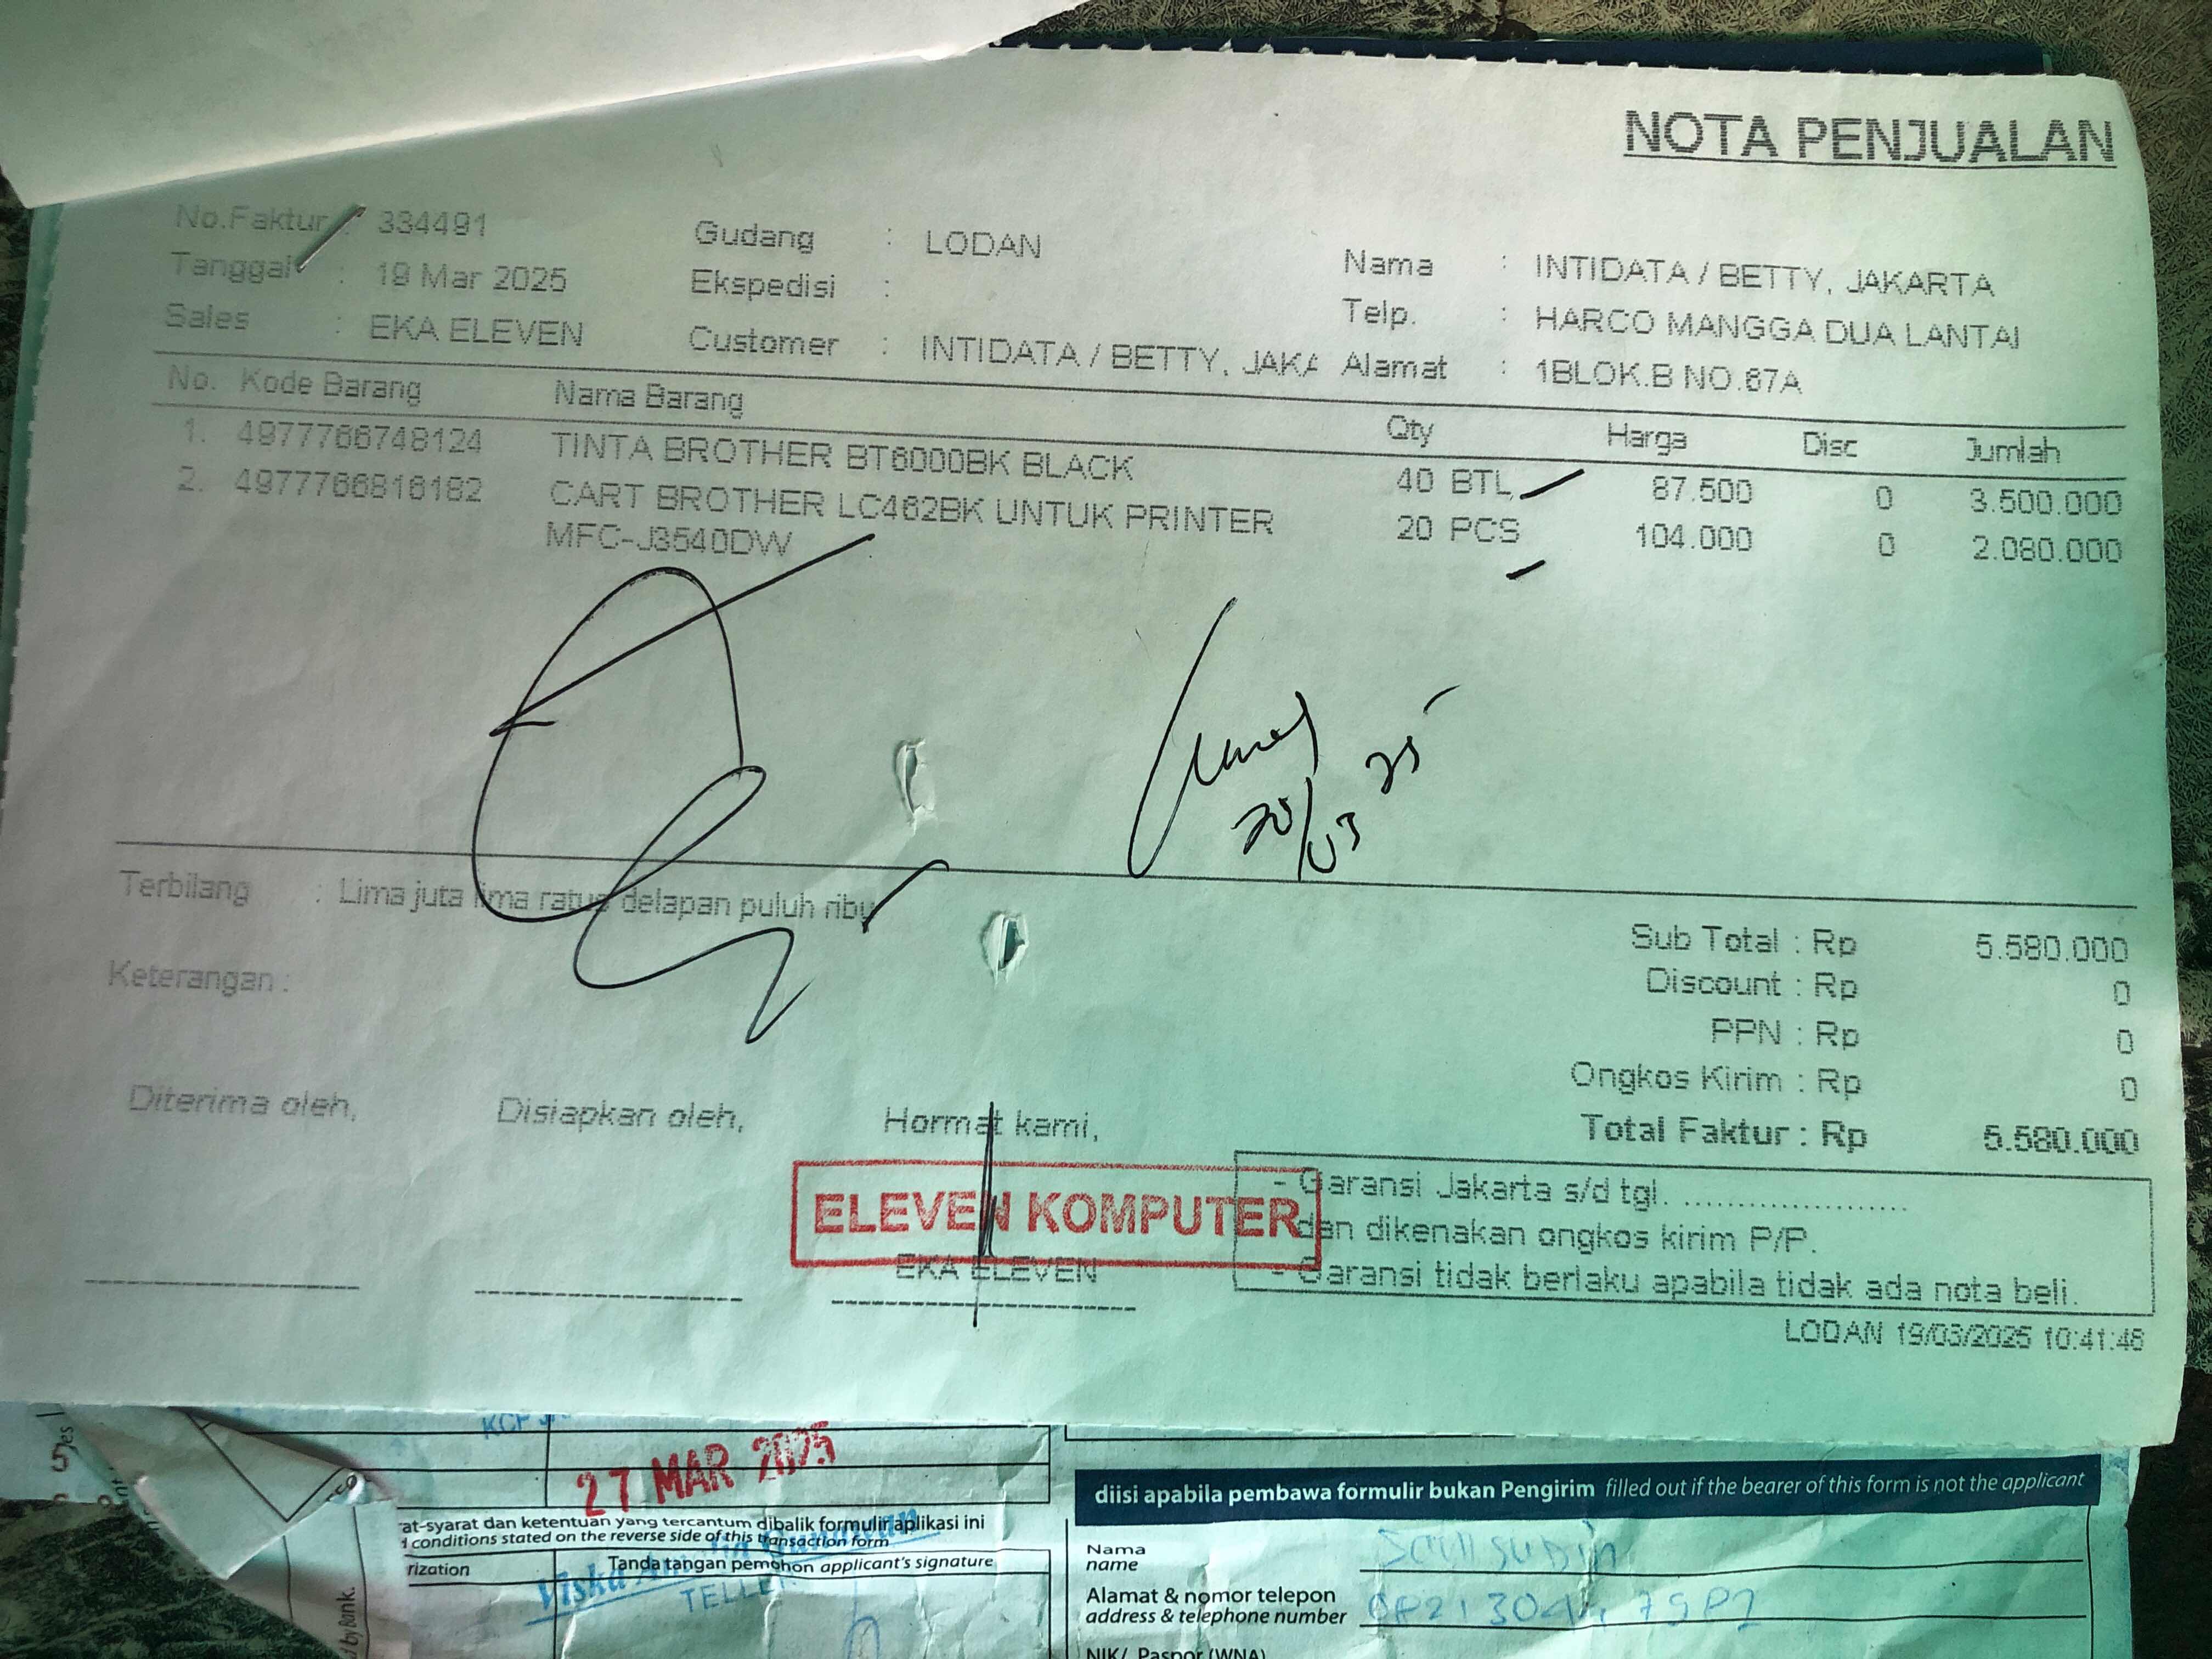 NOTA PENJUALAN
No.Faktur : 334491
Tanggal : 19 Mar 2025
Sales : EKA ELEVEN
Gudang : LODAN
Ekspedisi :
Customer : INTIDATA / BETTY, JAKA
Nama : INTIDATA / BETTY, JAKARTA
Telp. : HARCO MANGGA DUA LANTAI
Alamat : 1BLOK.B NO.67A
No. Kode Barang Nama Barang Qty Harga Disc Jumlah
1. 4977766748124 TINTA BROTHER BT6000BK BLACK 40 BTL 87.500 0 3.500.000
2. 4977766816182 CART BROTHER LC462BK UNTUK PRINTER 20 PCS 104.000 0 2.080.000
MFC-J3540DW
20/03 25
Terbilang : Lima juta lima ratus delapan puluh ribu
Keterangan :
Sub Total : Rp 5.580.000
Discount : Rp 0
PPN : Rp 0
Ongkos Kirim : Rp 0
Total Faktur : Rp 5.580.000
Diterima oleh, Disiapkan oleh, Hormat kami,
ELEVEN KOMPUTER
EKA ELEVEN
- Garansi Jakarta s/d tgl. .....................
dan dikenakan ongkos kirim P/P.
- Garansi tidak berlaku apabila tidak ada nota beli.
LODAN 19/03/2025 10:41:46
KCP
27 MAR 2025
at-syarat dan ketentuan yang tercantum dibalik formulir aplikasi ini
conditions stated on the reverse side of this transaction form
rization
Tanda tangan pemohon applicant's signature
TELLE
d by Bank.
diisi apabila pembawa formulir bukan Pengirim filled out if the bearer of this form is not the applicant
Nama
name
Alamat & nomor telepon
address & telephone number
NIK/ Paspor (WNA)